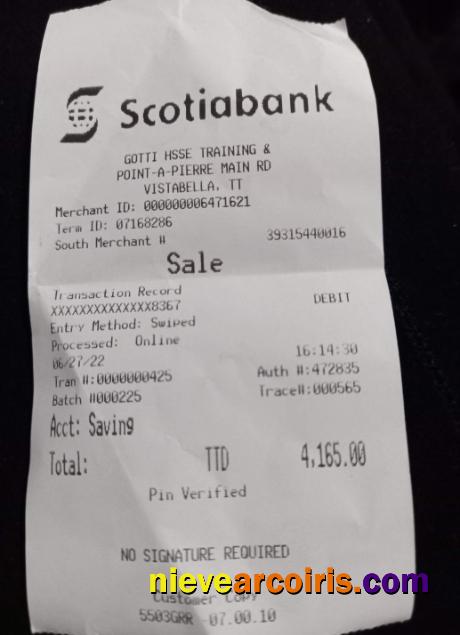 Scotiabank
GOTTI HSSE TRAINING &
POINT-A-PIERRE MAIN RD
VISTABELLA, TT
Merchant ID: 000000006471621
Term ID: 07168286
South Merchant # 39315440016
Sale
Transaction Record
XXXXXXXXXXXXXX8367 DEBIT
Entry Method: Swiped
Processed: Online
06/27/22 16:14:30
Tran #:0000000425 Auth #:472835
Batch #000225 Trace#:000565
Acct: Saving
Total: TTD 4,165.00
Pin Verified
NO SIGNATURE REQUIRED
nievearcoiris.com
Customer Copy
5503GRR -07.00.10